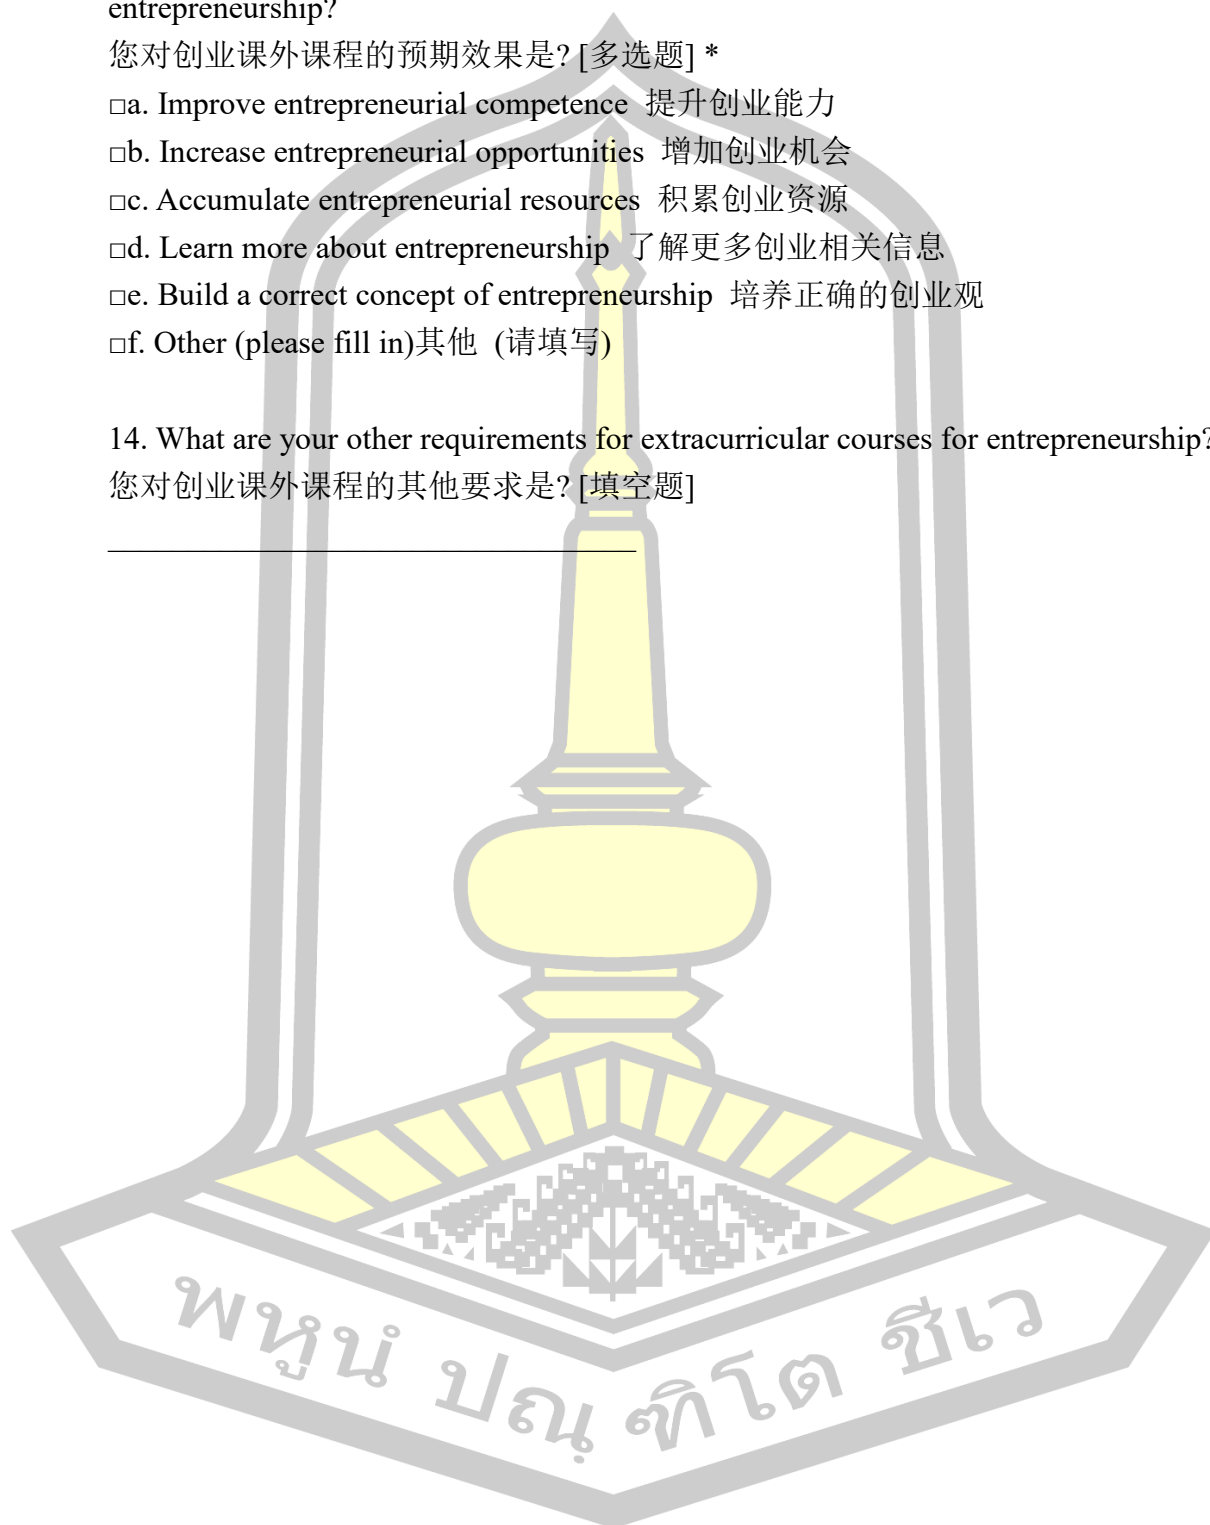 entrepreneurship?
您对创业课外课程的预期效果是? [多选题] *
□a. Improve entrepreneurial competence 提升创业能力
□b. Increase entrepreneurial opportunities 增加创业机会
□c. Accumulate entrepreneurial resources 积累创业资源
□d. Learn more about entrepreneurship 了解更多创业相关信息
□e. Build a correct concept of entrepreneurship 培养正确的创业观
□f. Other (please fill in)其他 (请填写)
14. What are your other requirements for extracurricular courses for entrepreneurship?
您对创业课外课程的其他要求是? [填空题]
พหูนํ ปณฺฑิโต ชีเว